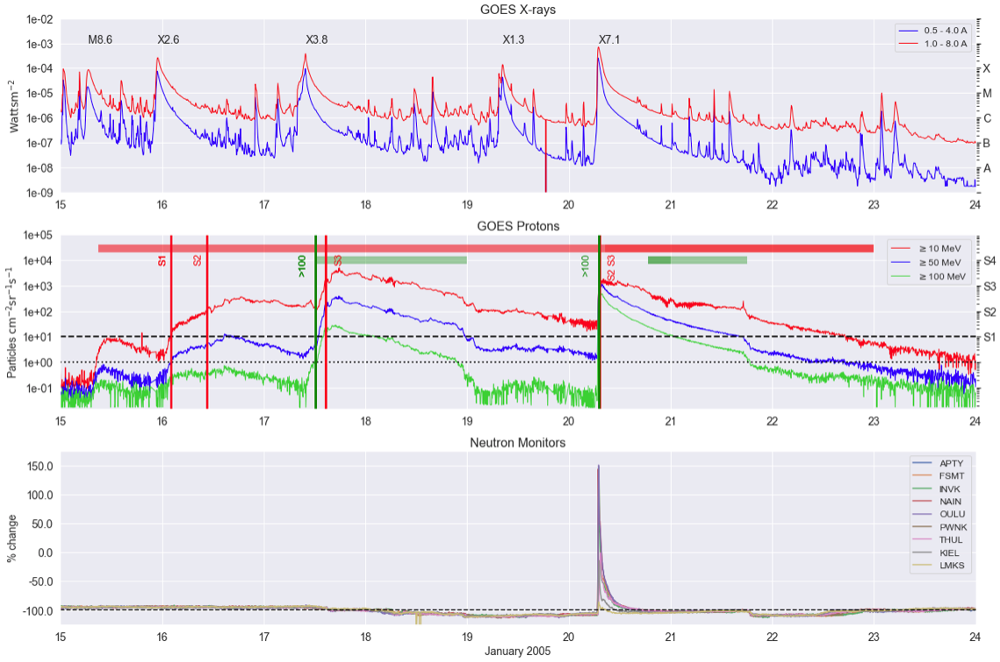 GOES X-rays
1e-02
1e-03
1e-04
1e-05
1e-06
1e-07
1e-08
1e-09
Wattsm−2
M8.6 X2.6 X3.8 X1.3 X7.1
0.5 - 4.0 A
1.0 - 8.0 A
X
M
C
B
A
15 16 17 18 19 20 21 22 23 24
GOES Protons
1e+05
1e+04
1e+03
1e+02
1e+01
1e+00
1e-01
Particles cm−2sr−1s−1
S1 S2 >100 S3 >100 S2 S3
≥ 10 MeV
≥ 50 MeV
≥ 100 MeV
S4
S3
S2
S1
15 16 17 18 19 20 21 22 23 24
Neutron Monitors
150.0
100.0
50.0
0.0
-50.0
-100.0
% change
APTY
FSMT
INVK
NAIN
OULU
PWNK
THUL
KIEL
LMKS
15 16 17 18 19 20 21 22 23 24
January 2005